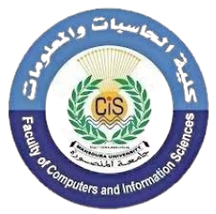 كلية الحاسبات والمعلومات
CiS
MANSOURA UNIVERSITY
جامعة المنصورة
Faculty of Computers and Information Sciences